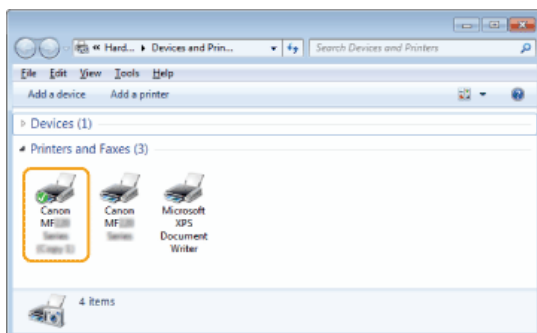 « Hard... ▸ Devices and Prin...
Search Devices and Printers
File Edit View Tools Help
Add a device Add a printer
Devices (1)
Printers and Faxes (3)
Canon
MF
Canon
MF
Series
Microsoft
XPS
Document
Writer
4 items